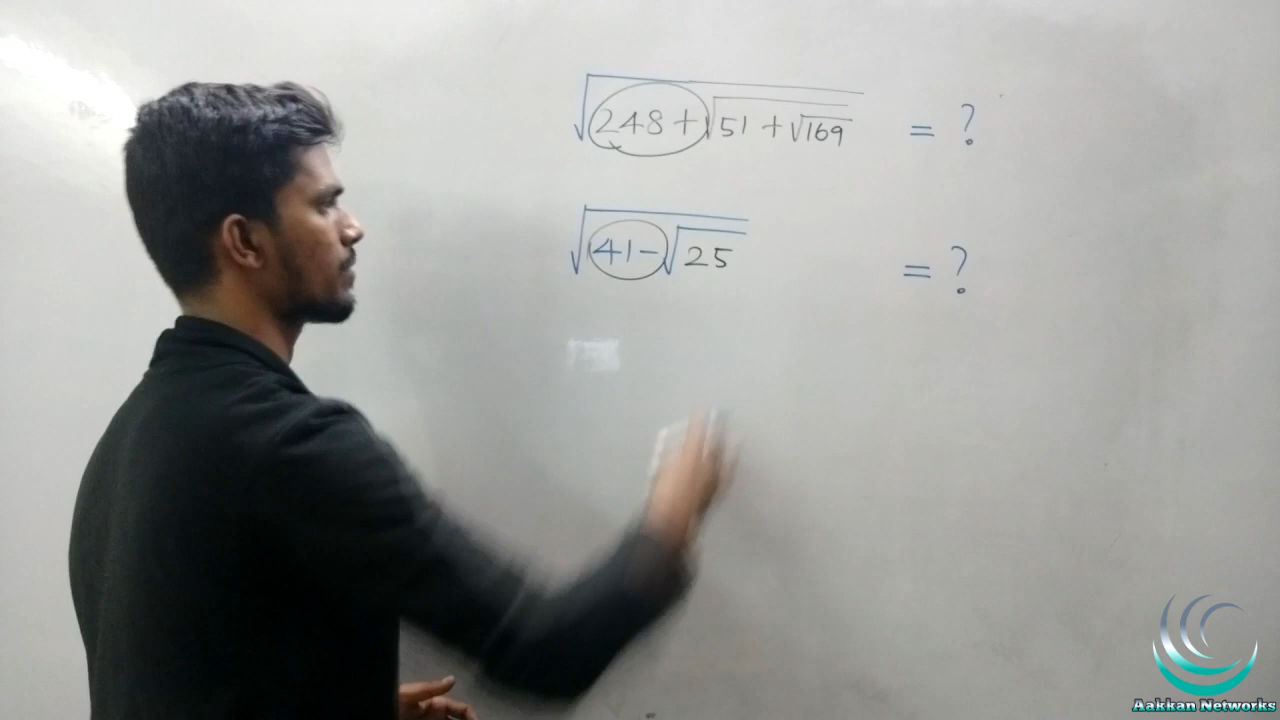 √248+√51+√169 = ?
√41-√25 = ?
Aakkan Networks